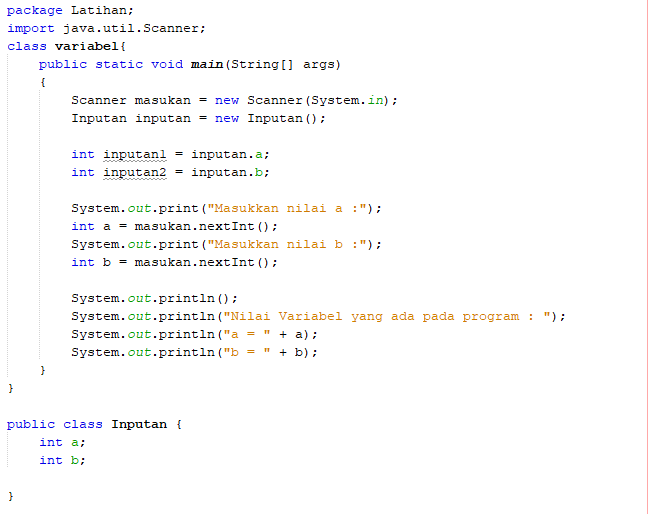 package Latihan;
import java.util.Scanner;
class variabel{
    public static void main(String[] args)
    {
        Scanner masukan = new Scanner(System.in);
        Inputan inputan = new Inputan();

        int inputan1 = inputan.a;
        int inputan2 = inputan.b;

        System.out.print("Masukkan nilai a :");
        int a = masukan.nextInt();
        System.out.print("Masukkan nilai b :");
        int b = masukan.nextInt();

        System.out.println();
        System.out.println("Nilai Variabel yang ada pada program : ");
        System.out.println("a = " + a);
        System.out.println("b = " + b);
    }
}

public class Inputan {
    int a;
    int b;

}